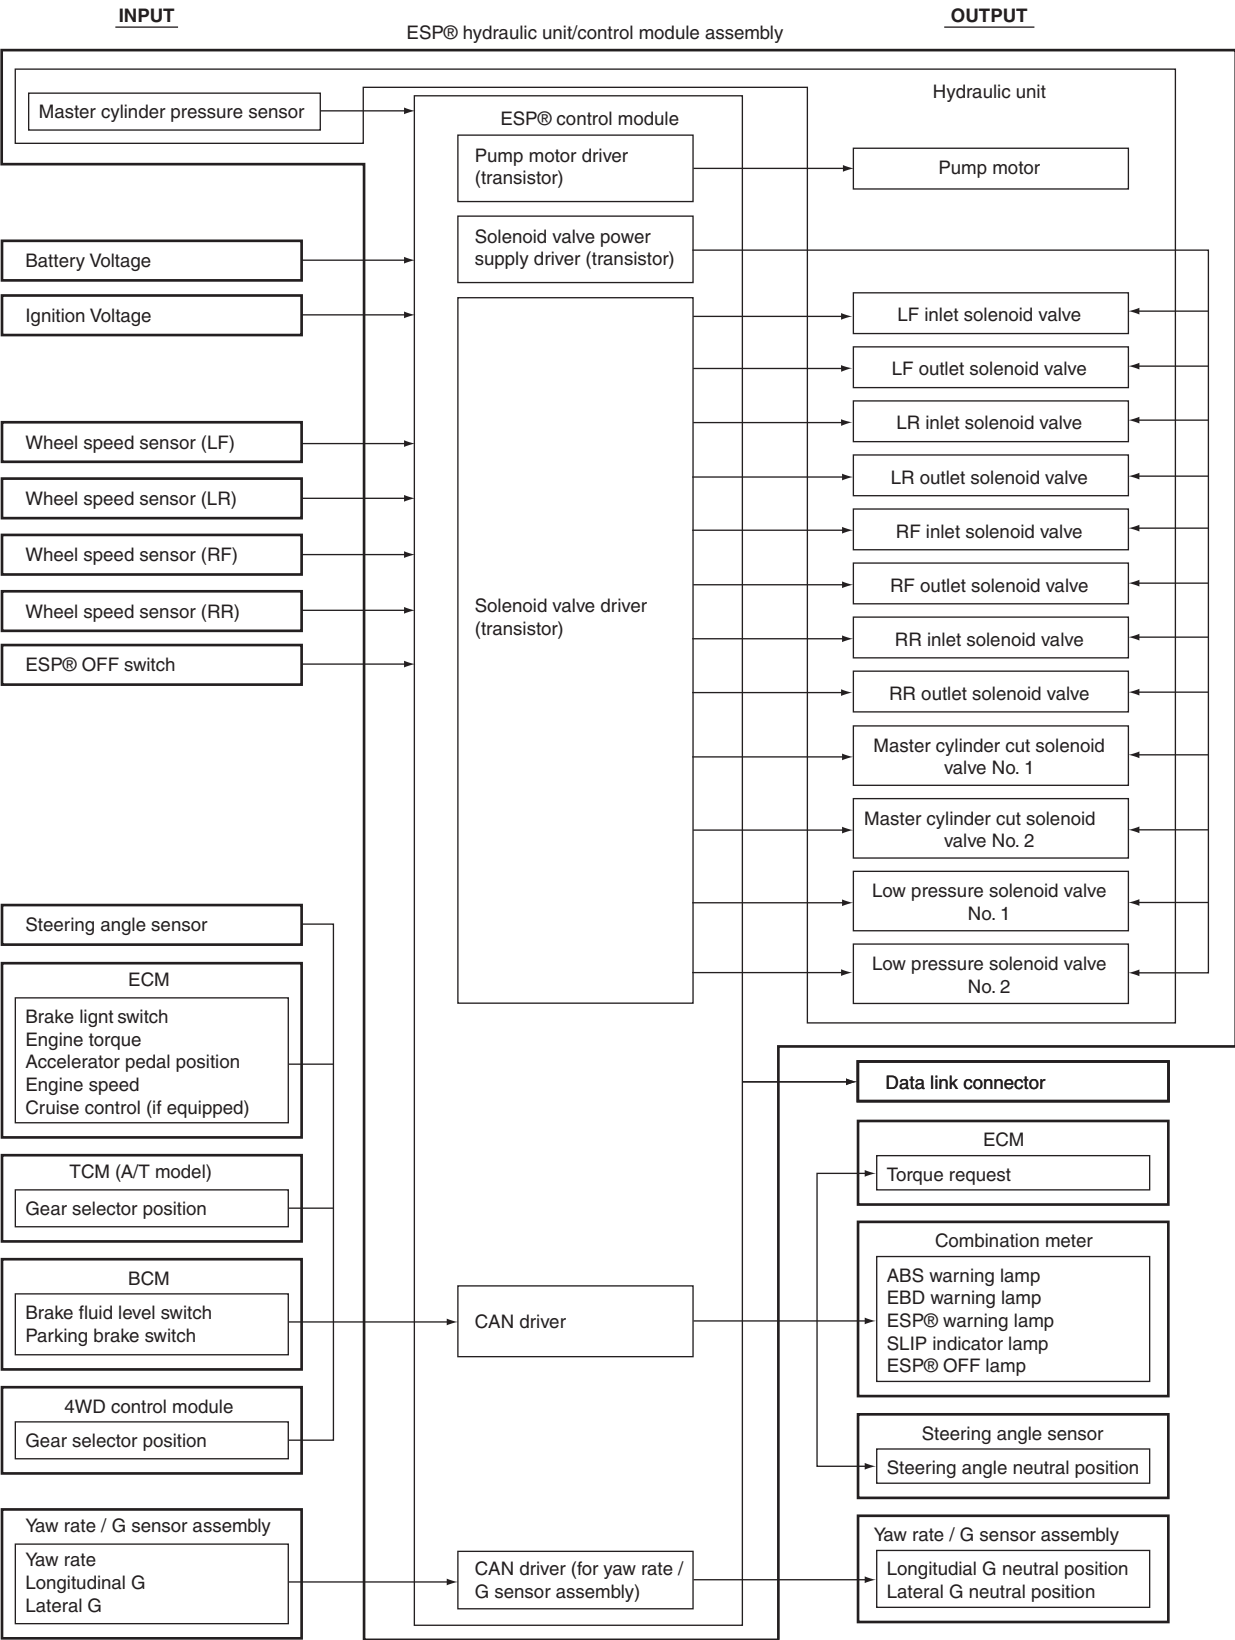 INPUT
OUTPUT
ESP® hydraulic unit/control module assembly
Hydraulic unit
Master cylinder pressure sensor
ESP® control module
Pump motor driver
(transistor)
Pump motor
Solenoid valve power
supply driver (transistor)
Battery Voltage
Ignition Voltage
LF inlet solenoid valve
LF outlet solenoid valve
LR inlet solenoid valve
Wheel speed sensor (LF)
LR outlet solenoid valve
Wheel speed sensor (LR)
RF inlet solenoid valve
Wheel speed sensor (RF)
RF outlet solenoid valve
Wheel speed sensor (RR)
Solenoid valve driver
(transistor)
RR inlet solenoid valve
ESP® OFF switch
RR outlet solenoid valve
Master cylinder cut solenoid
valve No. 1
Master cylinder cut solenoid
valve No. 2
Low pressure solenoid valve
No. 1
Low pressure solenoid valve
No. 2
Steering angle sensor
ECM
Brake lignt switch
Engine torque
Accelerator pedal position
Engine speed
Cruise control (if equipped)
Data link connector
TCM (A/T model)
Gear selector position
ECM
Torque request
BCM
Brake fluid level switch
Parking brake switch
CAN driver
Combination meter
ABS warning lamp
EBD warning lamp
ESP® warning lamp
SLIP indicator lamp
ESP® OFF lamp
4WD control module
Gear selector position
Steering angle sensor
Steering angle neutral position
Yaw rate / G sensor assembly
Yaw rate
Longitudinal G
Lateral G
CAN driver (for yaw rate /
G sensor assembly)
Yaw rate / G sensor assembly
Longitudial G neutral position
Lateral G neutral position